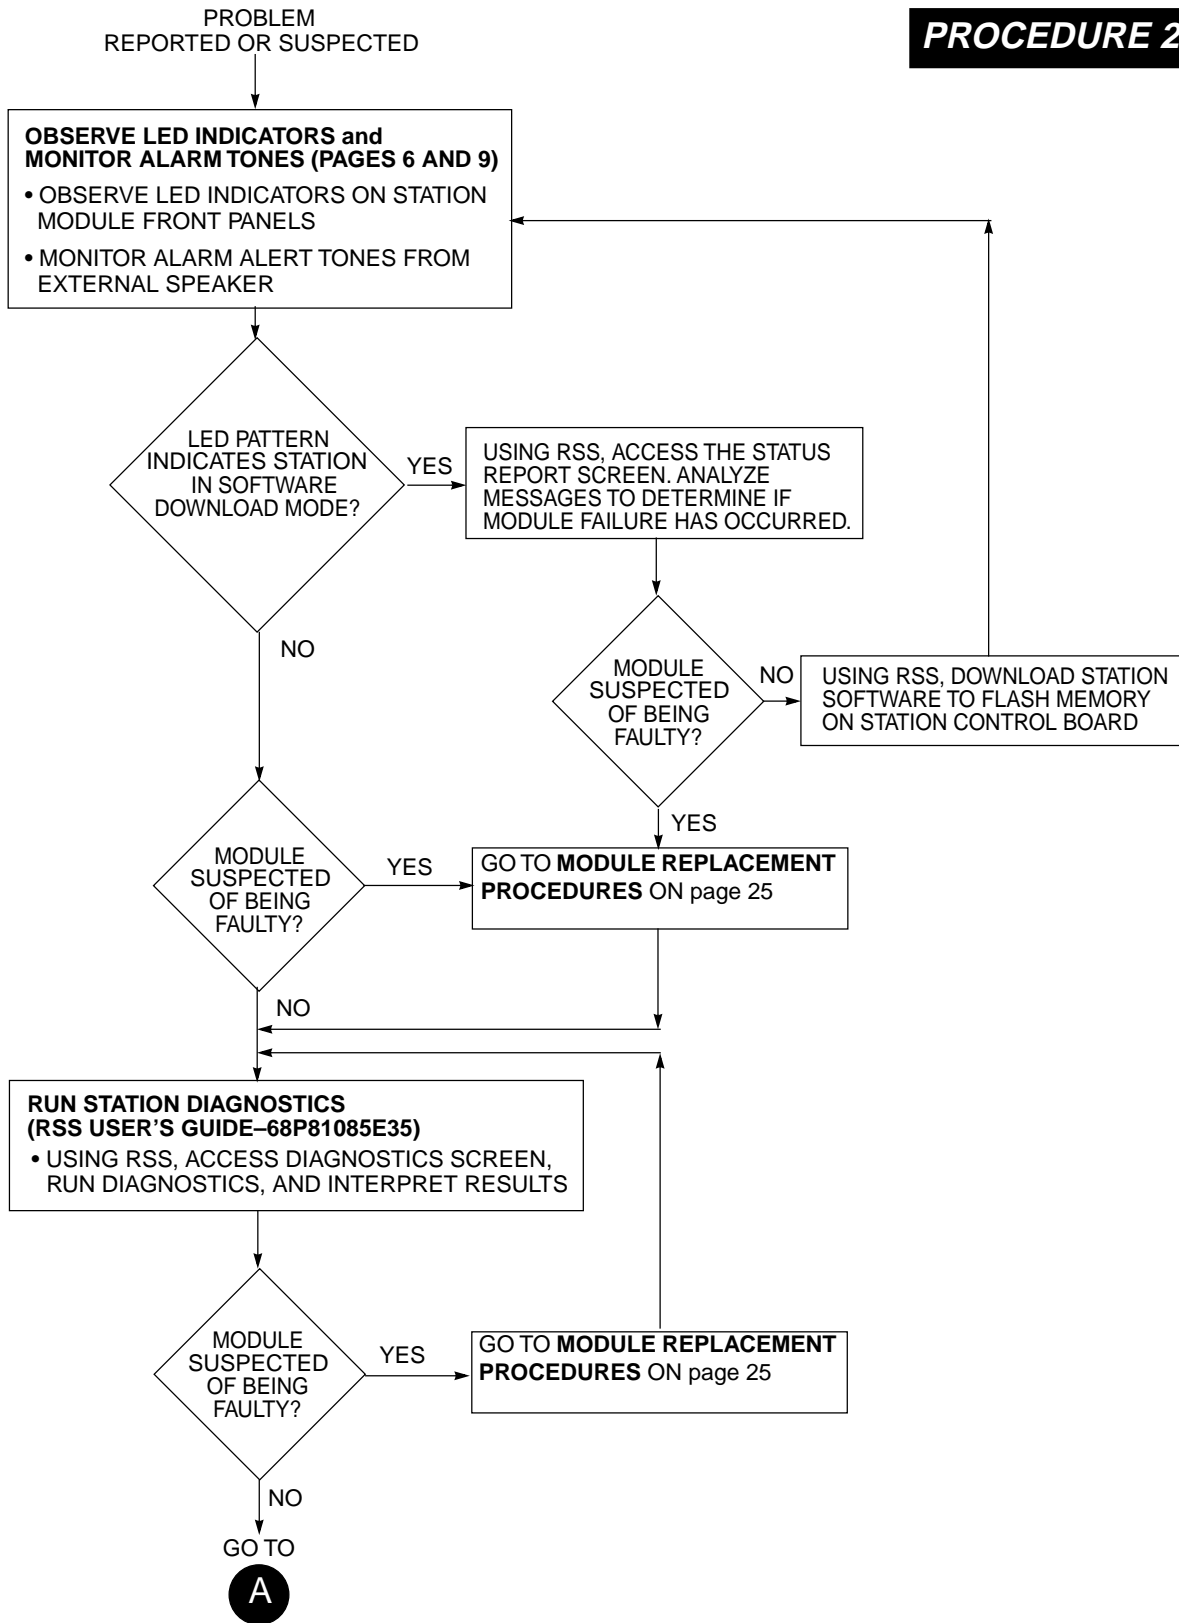 PROBLEM
REPORTED OR SUSPECTED
PROCEDURE 2
OBSERVE LED INDICATORS and
MONITOR ALARM TONES (PAGES 6 AND 9)
• OBSERVE LED INDICATORS ON STATION
MODULE FRONT PANELS
• MONITOR ALARM ALERT TONES FROM
EXTERNAL SPEAKER
LED PATTERN
INDICATES STATION
IN SOFTWARE
DOWNLOAD MODE?
YES
USING RSS, ACCESS THE STATUS
REPORT SCREEN. ANALYZE
MESSAGES TO DETERMINE IF
MODULE FAILURE HAS OCCURRED.
NO
MODULE
SUSPECTED
OF BEING
FAULTY?
NO
USING RSS, DOWNLOAD STATION
SOFTWARE TO FLASH MEMORY
ON STATION CONTROL BOARD
YES
MODULE
SUSPECTED
OF BEING
FAULTY?
YES
GO TO MODULE REPLACEMENT
PROCEDURES ON page 25
NO
RUN STATION DIAGNOSTICS
(RSS USER’S GUIDE–68P81085E35)
• USING RSS, ACCESS DIAGNOSTICS SCREEN,
RUN DIAGNOSTICS, AND INTERPRET RESULTS
MODULE
SUSPECTED
OF BEING
FAULTY?
YES
GO TO MODULE REPLACEMENT
PROCEDURES ON page 25
NO
GO TO
A